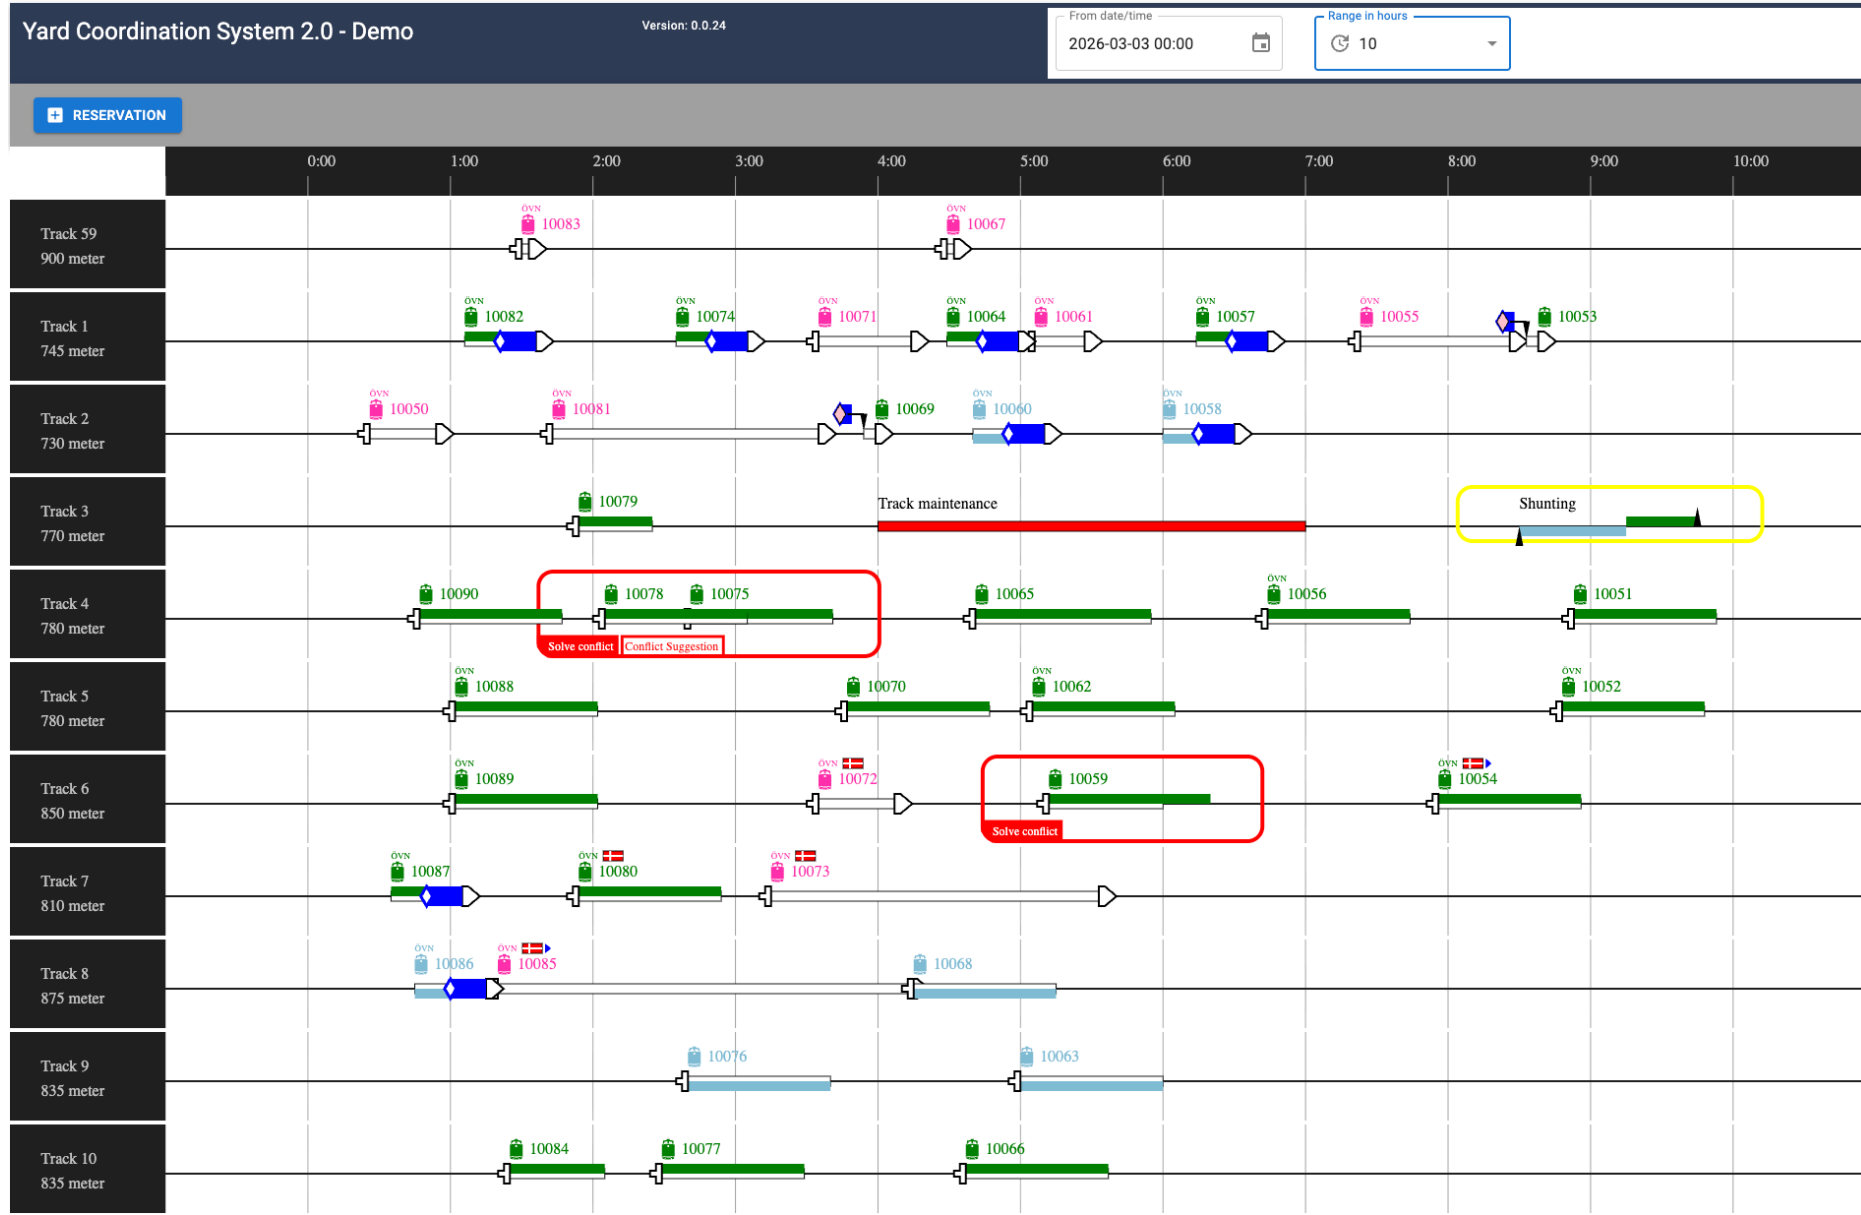 Yard Coordination System 2.0 - Demo
Version: 0.0.24
From date/time
2026-03-03 00:00
Range in hours
10
RESERVATION
0:00 1:00 2:00 3:00 4:00 5:00 6:00 7:00 8:00 9:00 10:00
Track 59
900 meter
ÖVN ÖVN
10083 10067
Track 1
745 meter
ÖVN ÖVN ÖVN ÖVN ÖVN ÖVN ÖVN
10082 10074 10071 10064 10061 10057 10055 10053
Track 2
730 meter
ÖVN ÖVN ÖVN ÖVN
10050 10081 10069 10060 10058
Track 3
770 meter
10079 Track maintenance Shunting
Track 4
780 meter
ÖVN
10090 10078 10075 10065 10056 10051
Solve conflict Conflict Suggestion
Track 5
780 meter
ÖVN ÖVN ÖVN
10088 10070 10062 10052
Track 6
850 meter
ÖVN ÖVN ÖVN
10089 10072 10059 10054
Solve conflict
Track 7
810 meter
ÖVN ÖVN ÖVN
10087 10080 10073
Track 8
875 meter
ÖVN ÖVN
10086 10085 10068
Track 9
835 meter
10076 10063
Track 10
835 meter
10084 10077 10066